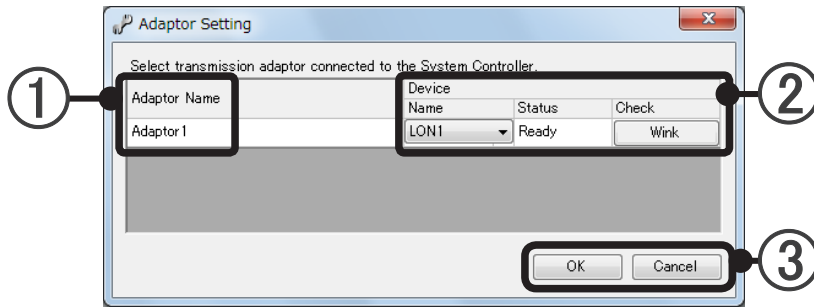 Adaptor Setting
Select transmission adaptor connected to the System Controller.
①
Adaptor Name
Device
②
Name Status Check
Adaptor1 LON1 Ready Wink
OK Cancel
③